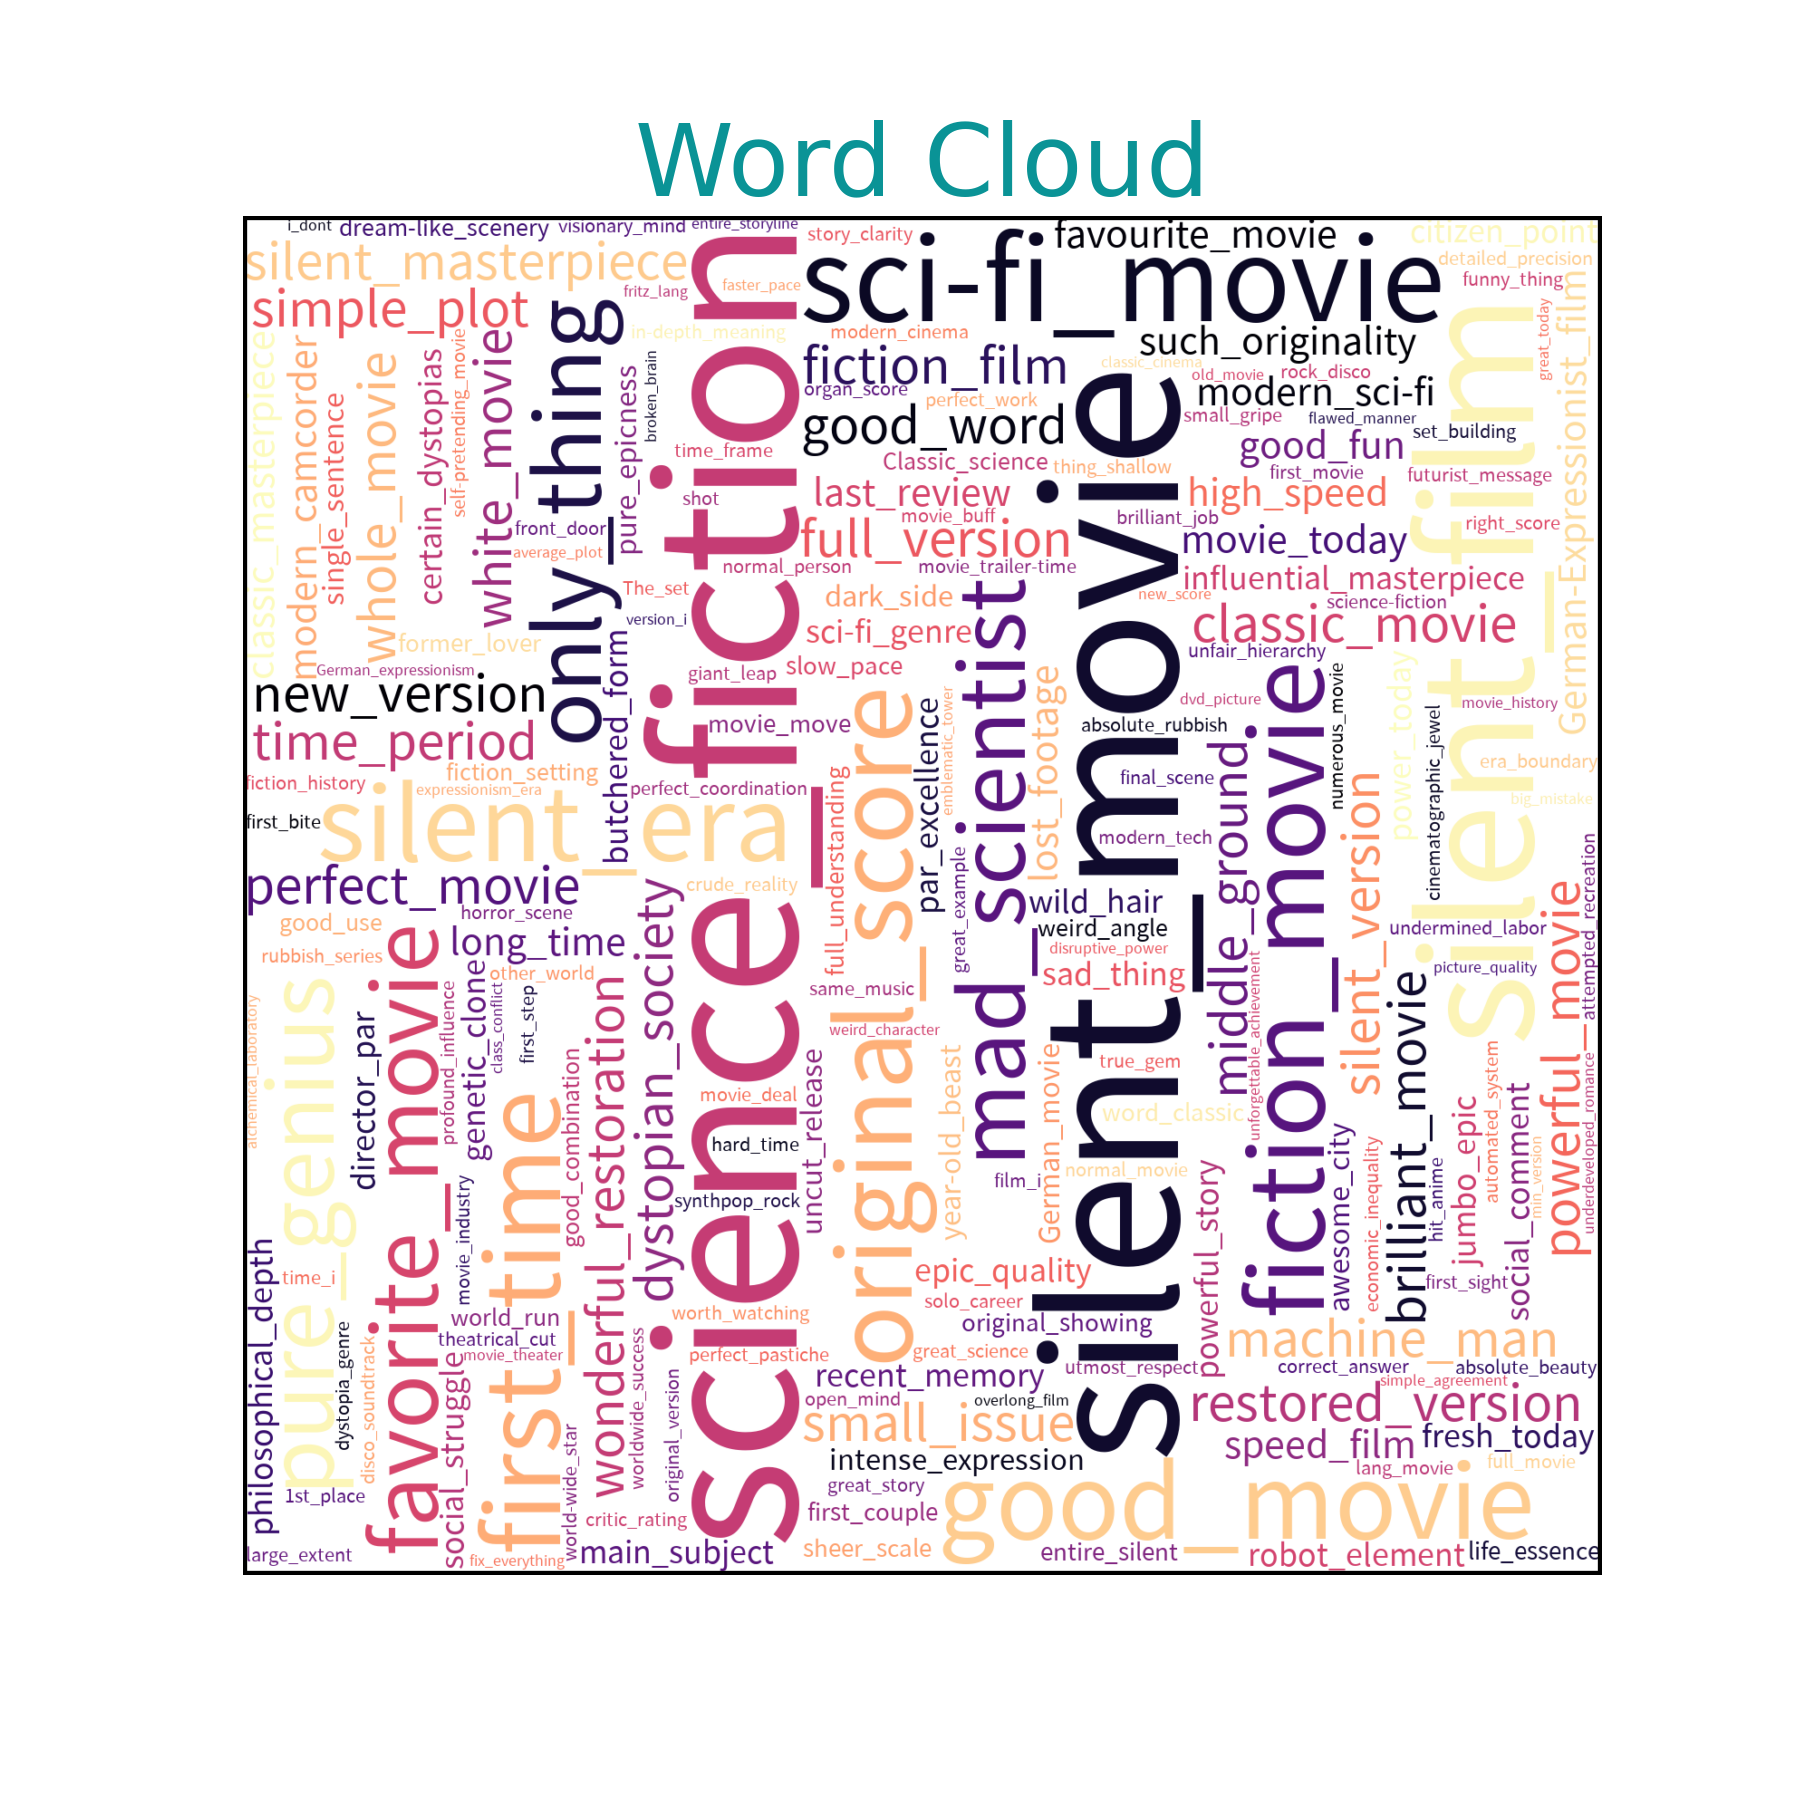 Word Cloud
i_dont
dream-like_scenery
visionary_mind
entire_storyline
story_clarity
favourite_movie
citizen_point
silent_masterpiece
sci-fi_movie
detailed_precision
funny_thing
fritz_lang
faster_pace
simple_plot
in-depth_meaning
modern_cinema
such_originality
great_today
classic_masterpiece
modern_camcorder
single_sentence
whole_movie
certain_dystopias
self-pretending_movie
white_movie
only_thing
pure_epicness
broken_brain
science_fiction
fiction_film
classic_cinema
old_movie
rock_disco
organ_score
perfect_work
modern_sci-fi
small_gripe
flawed_manner
good_word
set_building
good_fun
time_frame
Classic_science
thing_shallow
first_movie
futurist_message
silent_film
German-Expressionist_film
shot
last_review
high_speed
movie_buff
brilliant_job
right_score
front_door
average_plot
full_version
movie_today
normal_person
movie_trailer-time
influential_masterpiece
The_set
dark_side
new_score
science-fiction
version_i
sci-fi_genre
classic_movie
former_lover
unfair_hierarchy
German_expressionism
giant_leap
slow_pace
new_version
butchered_form
dvd_picture
movie_history
movie_move
absolute_rubbish
time_period
fiction_setting
fiction_history
expressionism_era
perfect_coordination
final_scene
era_boundary
big_mistake
first_bite
silent_era
modern_tech
perfect_movie
crude_reality
par_excellence
emblematic_tower
mad_scientist
lost_footage
silent_movie
fiction_movie
numerous_movie
power_today
cinematographic_jewel
original_score
full_understanding
great_example
middle_ground
silent_version
wild_hair
good_use
horror_scene
weird_angle
undermined_labor
long_time
rubbish_series
other_world
disruptive_power
sad_thing
picture_quality
same_music
weird_character
attempted_recreation
powerful_movie
alchemical_laboratory
pure_genius
director_par
favorite_movie
profound_influence
genetic_clone
class_conflict
first_step
good_combination
wonderful_restoration
dystopian_society
true_gem
movie_deal
word_classic
hard_time
uncut_release
year-old_beast
German_movie
unforgettable_achievement
normal_movie
film_i
synthpop_rock
first_time
movie_industry
powerful_story
awesome_city
economic_inequality
brilliant_movie
hit_anime
jumbo_epic
automated_system
social_comment
min_version
underdeveloped_romance
philosophical_depth
time_i
epic_quality
first_sight
solo_career
world_run
worth_watching
original_showing
theatrical_cut
movie_theater
machine_man
perfect_pastiche
great_science
dystopia_genre
disco_soundtrack
social_struggle
recent_memory
utmost_respect
correct_answer
absolute_beauty
simple_agreement
open_mind
overlong_film
restored_version
worldwide_success
original_version
small_issue
speed_film
fresh_today
world-wide_star
intense_expression
lang_movie
full_movie
great_story
1st_place
good_movie
first_couple
critic_rating
large_extent
fix_everything
main_subject
sheer_scale
entire_silent
robot_element
life_essence